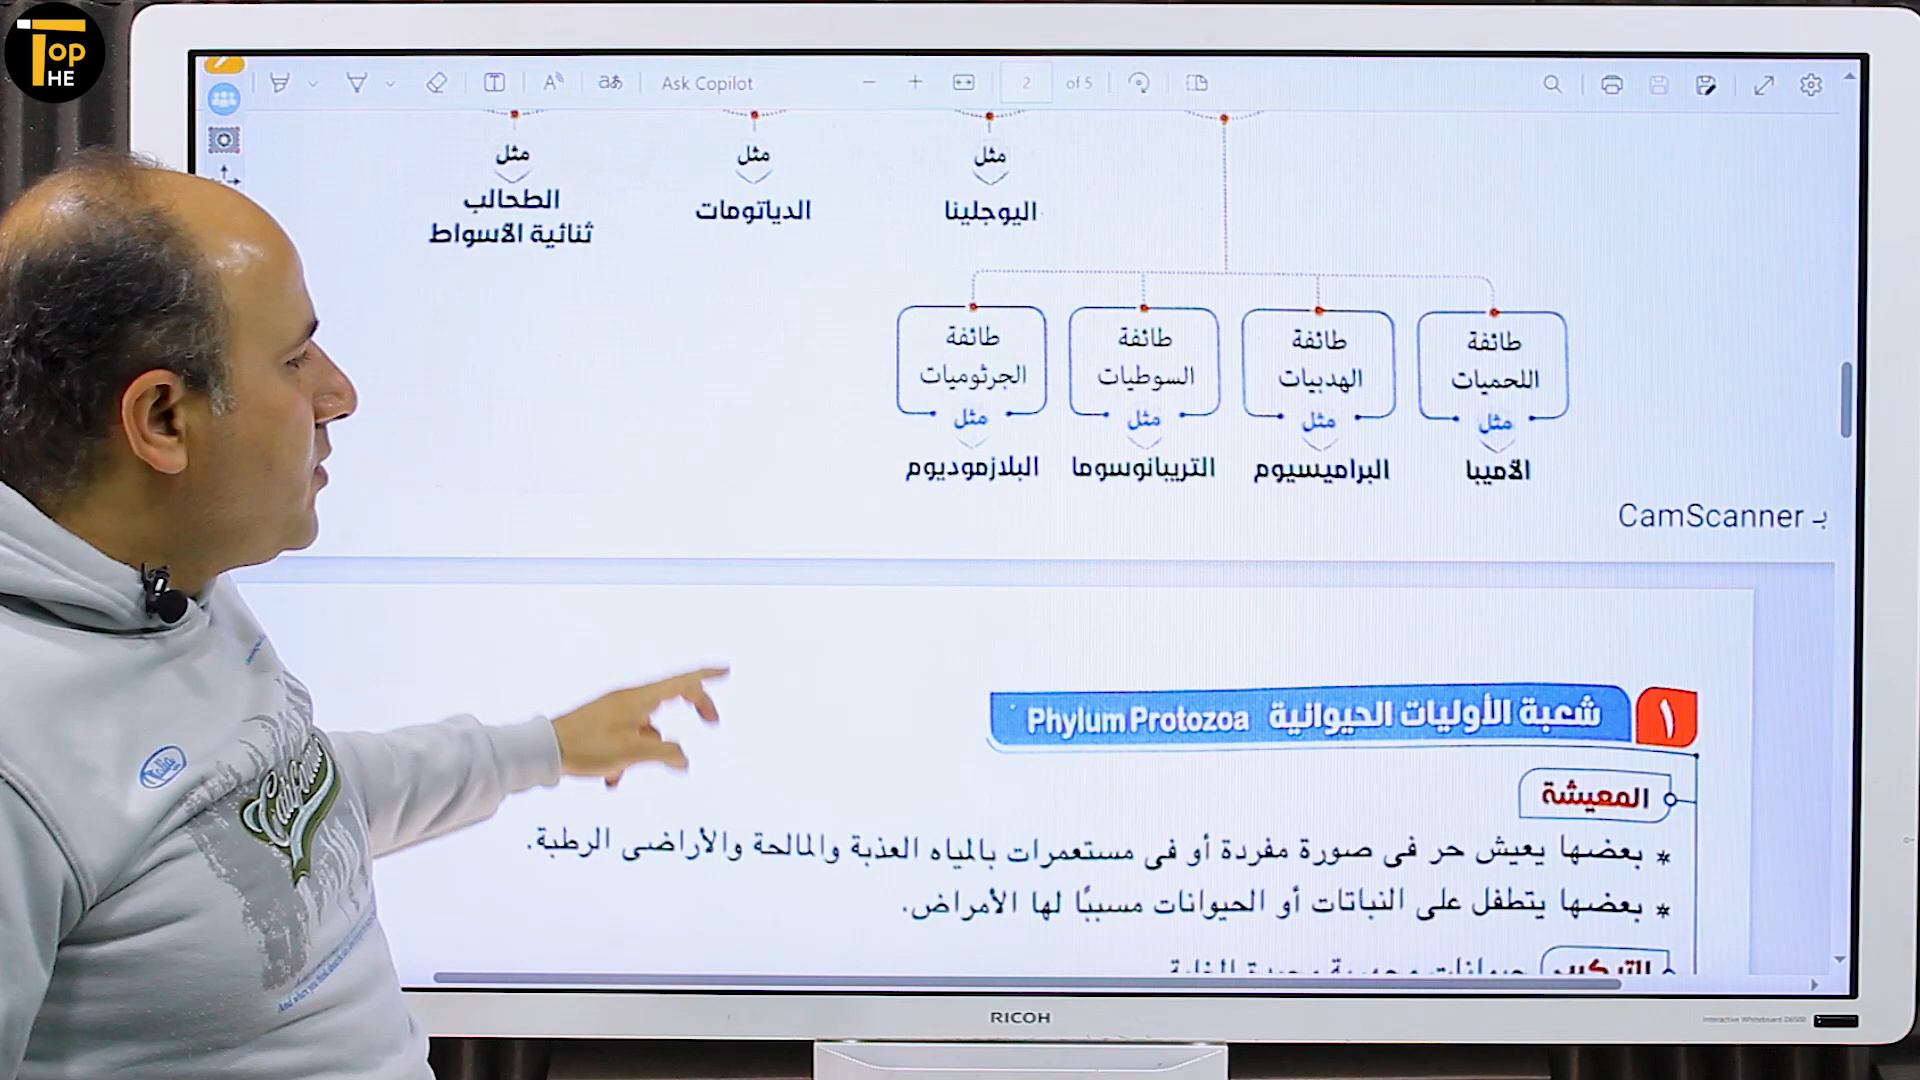 TOP
THE
Ask Copilot
2 of 5
مثل
مثل
مثل
اليوجلينا
الدياتومات
الطحالب
ثنائية الأسواط
طائفة
اللحميات
مثل
الأميبا
طائفة
الهدبيات
مثل
البراميسيوم
طائفة
السوطيات
مثل
التريبانوسوما
طائفة
الجرثوميات
مثل
البلازموديوم
CamScanner بـ
١ شعبة الأوليات الحيوانية Phylum Protozoa
المعيشة
* بعضها يعيش حر فى صورة مفردة أو فى مستعمرات بالمياه العذبة والمالحة والأراضى الرطبة.
* بعضها يتطفل على النباتات أو الحيوانات مسببًا لها الأمراض.
RICOH